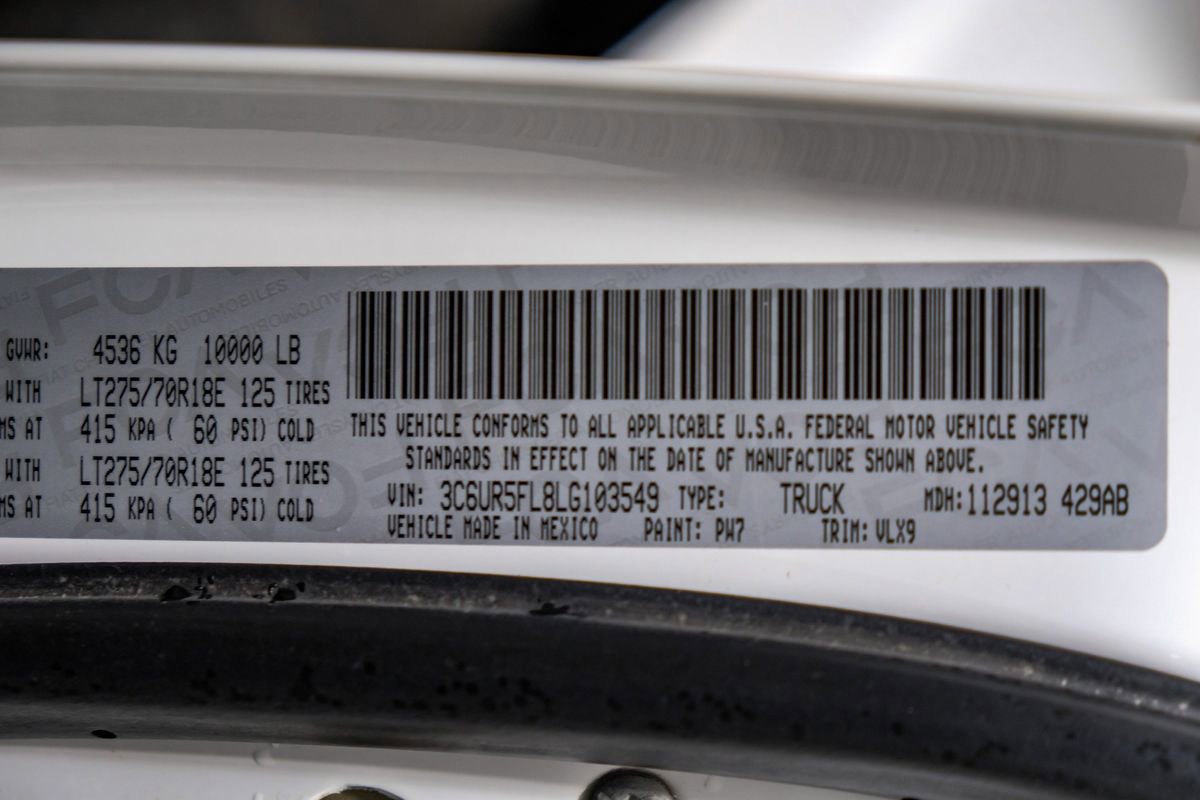 GVWR: 4536 KG 10000 LB
WITH LT275/70R18E 125 TIRES
MS AT 415 KPA ( 60 PSI) COLD
WITH LT275/70R18E 125 TIRES
MS AT 415 KPA ( 60 PSI) COLD
THIS VEHICLE CONFORMS TO ALL APPLICABLE U.S.A. FEDERAL MOTOR VEHICLE SAFETY
STANDARDS IN EFFECT ON THE DATE OF MANUFACTURE SHOWN ABOVE.
VIN: 3C6UR5FL8LG103549 TYPE: TRUCK MDH: 112913 429AB
VEHICLE MADE IN MEXICO PAINT: PW7 TRIM: VLX9